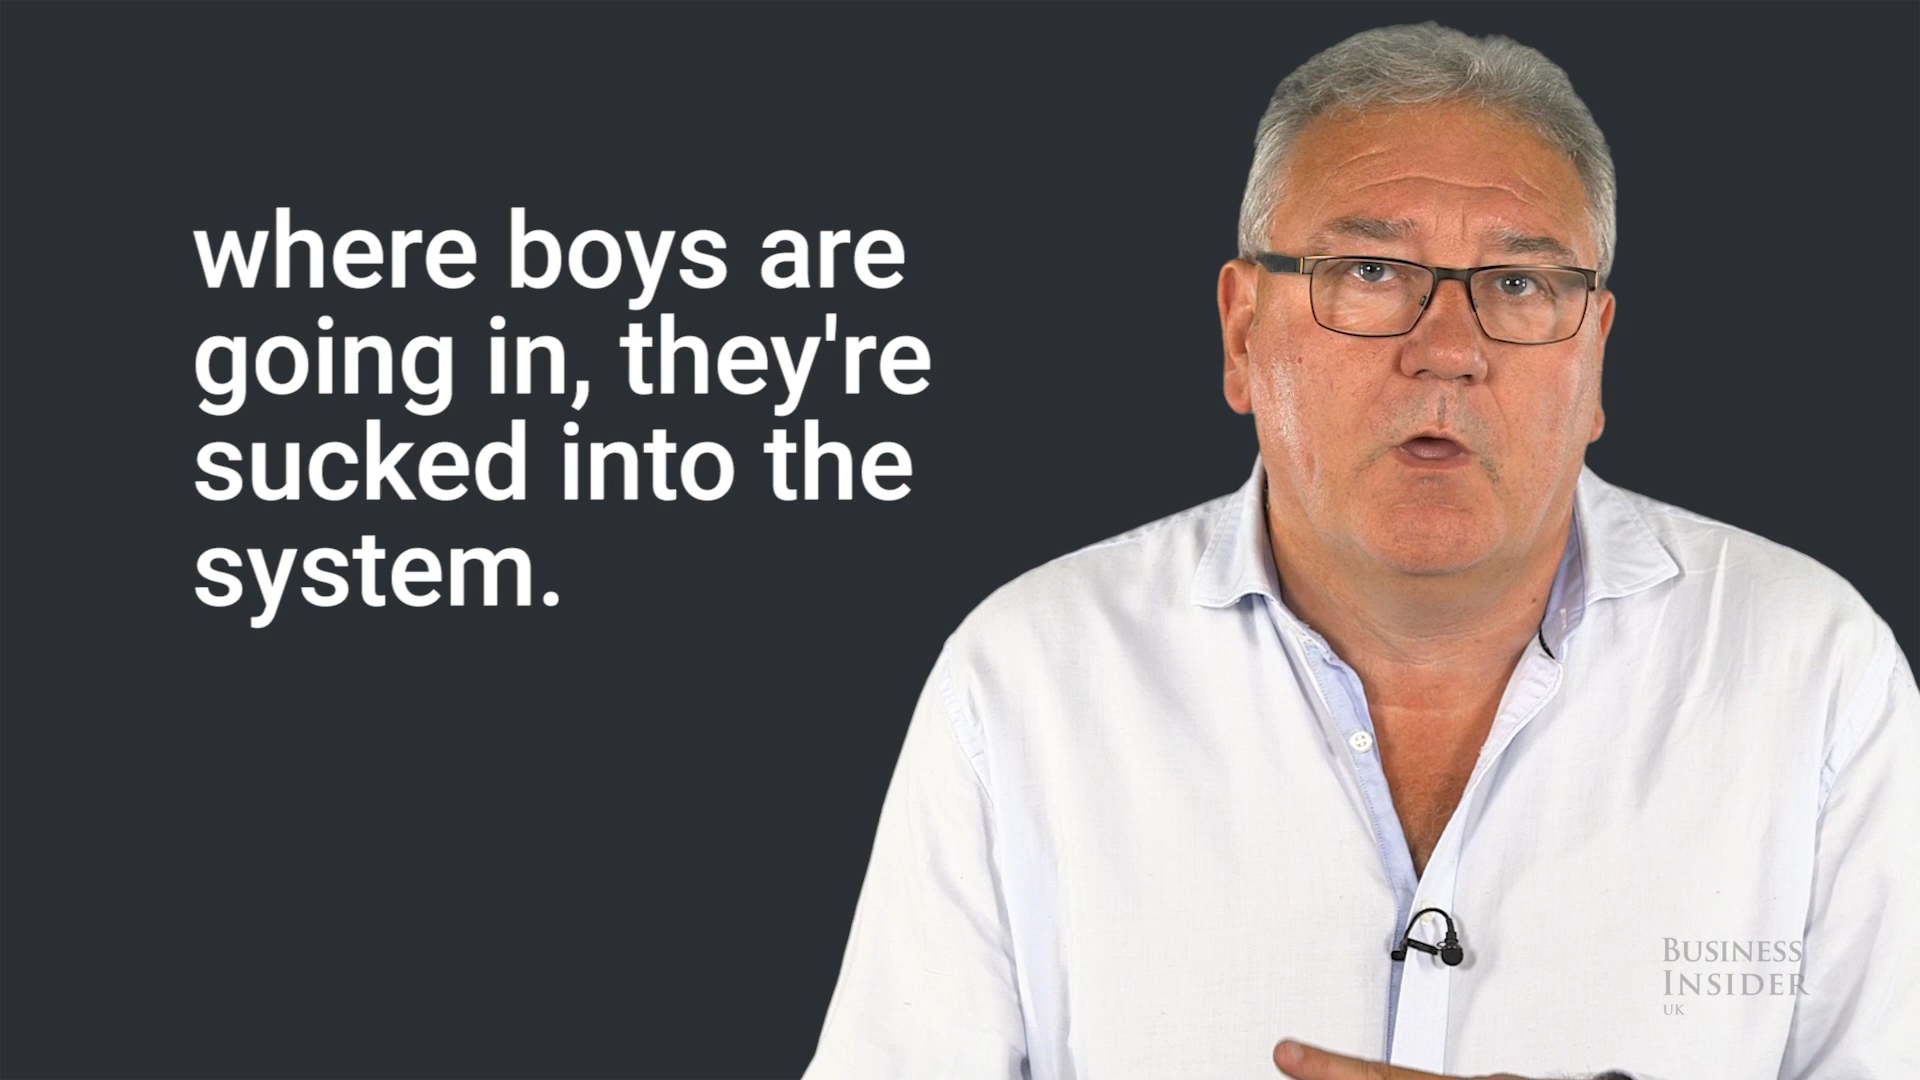 where boys are
going in, they're
sucked into the
system.
BUSINESS
INSIDER
UK